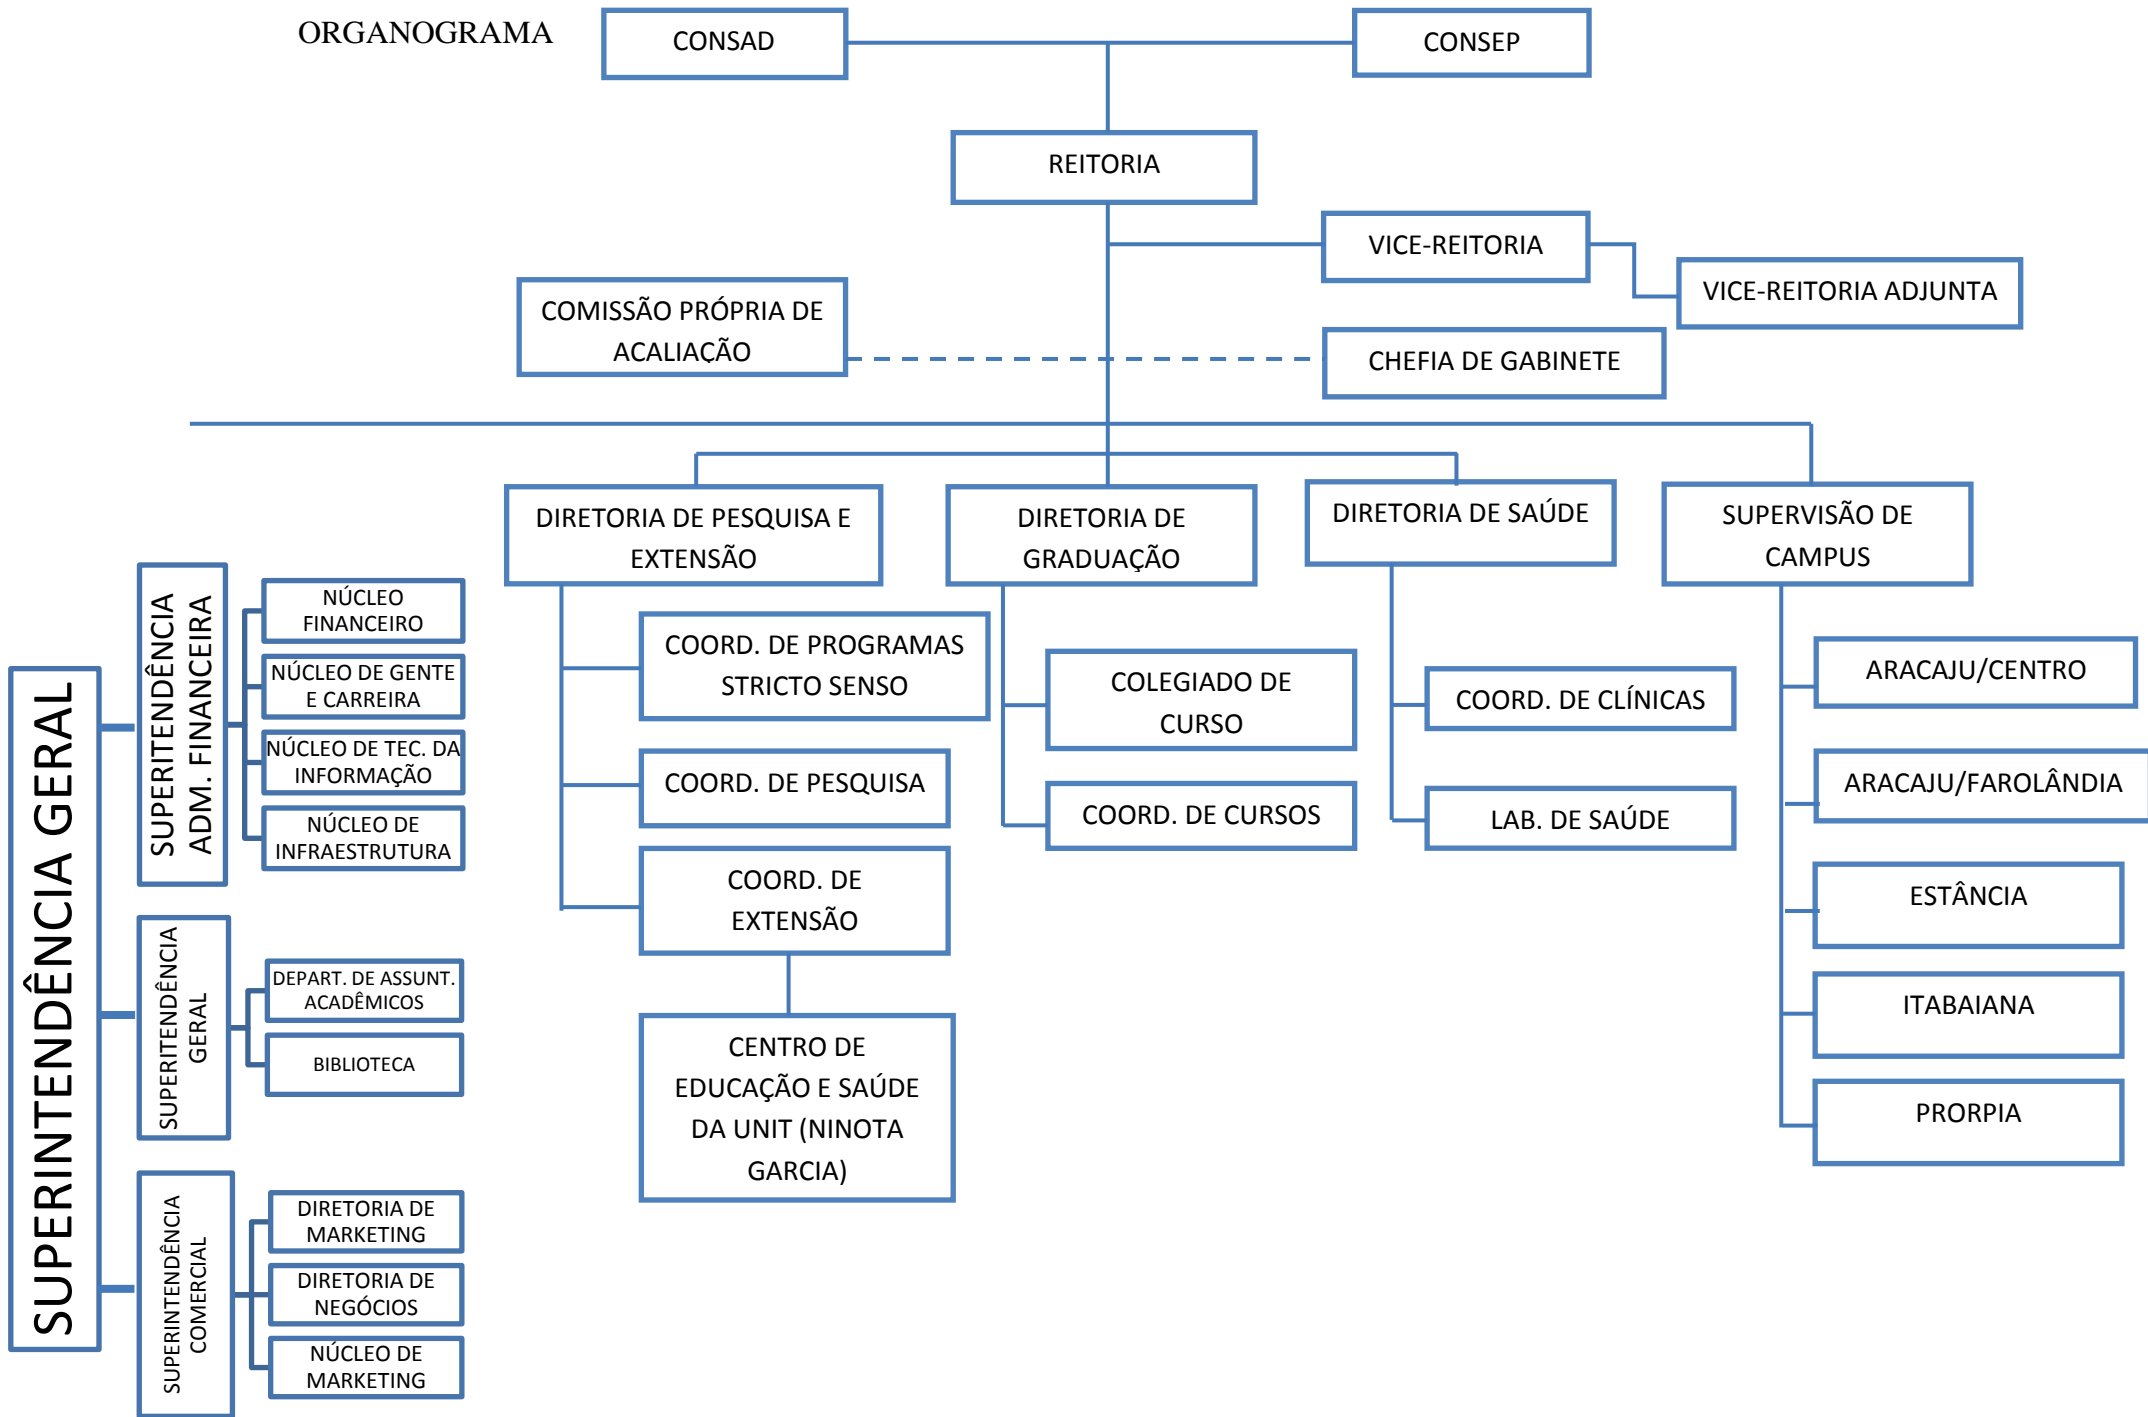 ORGANOGRAMA
CONSAD
CONSEP
REITORIA
VICE-REITORIA
VICE-REITORIA ADJUNTA
COMISSÃO PRÓPRIA DE
ACALIAÇÃO
CHEFIA DE GABINETE
DIRETORIA DE PESQUISA E
EXTENSÃO
DIRETORIA DE
GRADUAÇÃO
DIRETORIA DE SAÚDE
SUPERVISÃO DE
CAMPUS
COORD. DE PROGRAMAS
STRICTO SENSO
COORD. DE PESQUISA
COORD. DE
EXTENSÃO
CENTRO DE
EDUCAÇÃO E SAÚDE
DA UNIT (NINOTA
GARCIA)
COLEGIADO DE
CURSO
COORD. DE CURSOS
COORD. DE CLÍNICAS
LAB. DE SAÚDE
ARACAJU/CENTRO
ARACAJU/FAROLÂNDIA
ESTÂNCIA
ITABAIANA
PRORPIA
SUPERINTENDÊNCIA GERAL
SUPERITENDÊNCIA
ADM. FINANCEIRA
NÚCLEO
FINANCEIRO
NÚCLEO DE GENTE
E CARREIRA
NÚCLEO DE TEC. DA
INFORMAÇÃO
NÚCLEO DE
INFRAESTRUTURA
SUPERITENDÊNCIA
GERAL
DEPART. DE ASSUNT.
ACADÊMICOS
BIBLIOTECA
SUPERINTENDÊNCIA
COMERCIAL
DIRETORIA DE
MARKETING
DIRETORIA DE
NEGÓCIOS
NÚCLEO DE
MARKETING